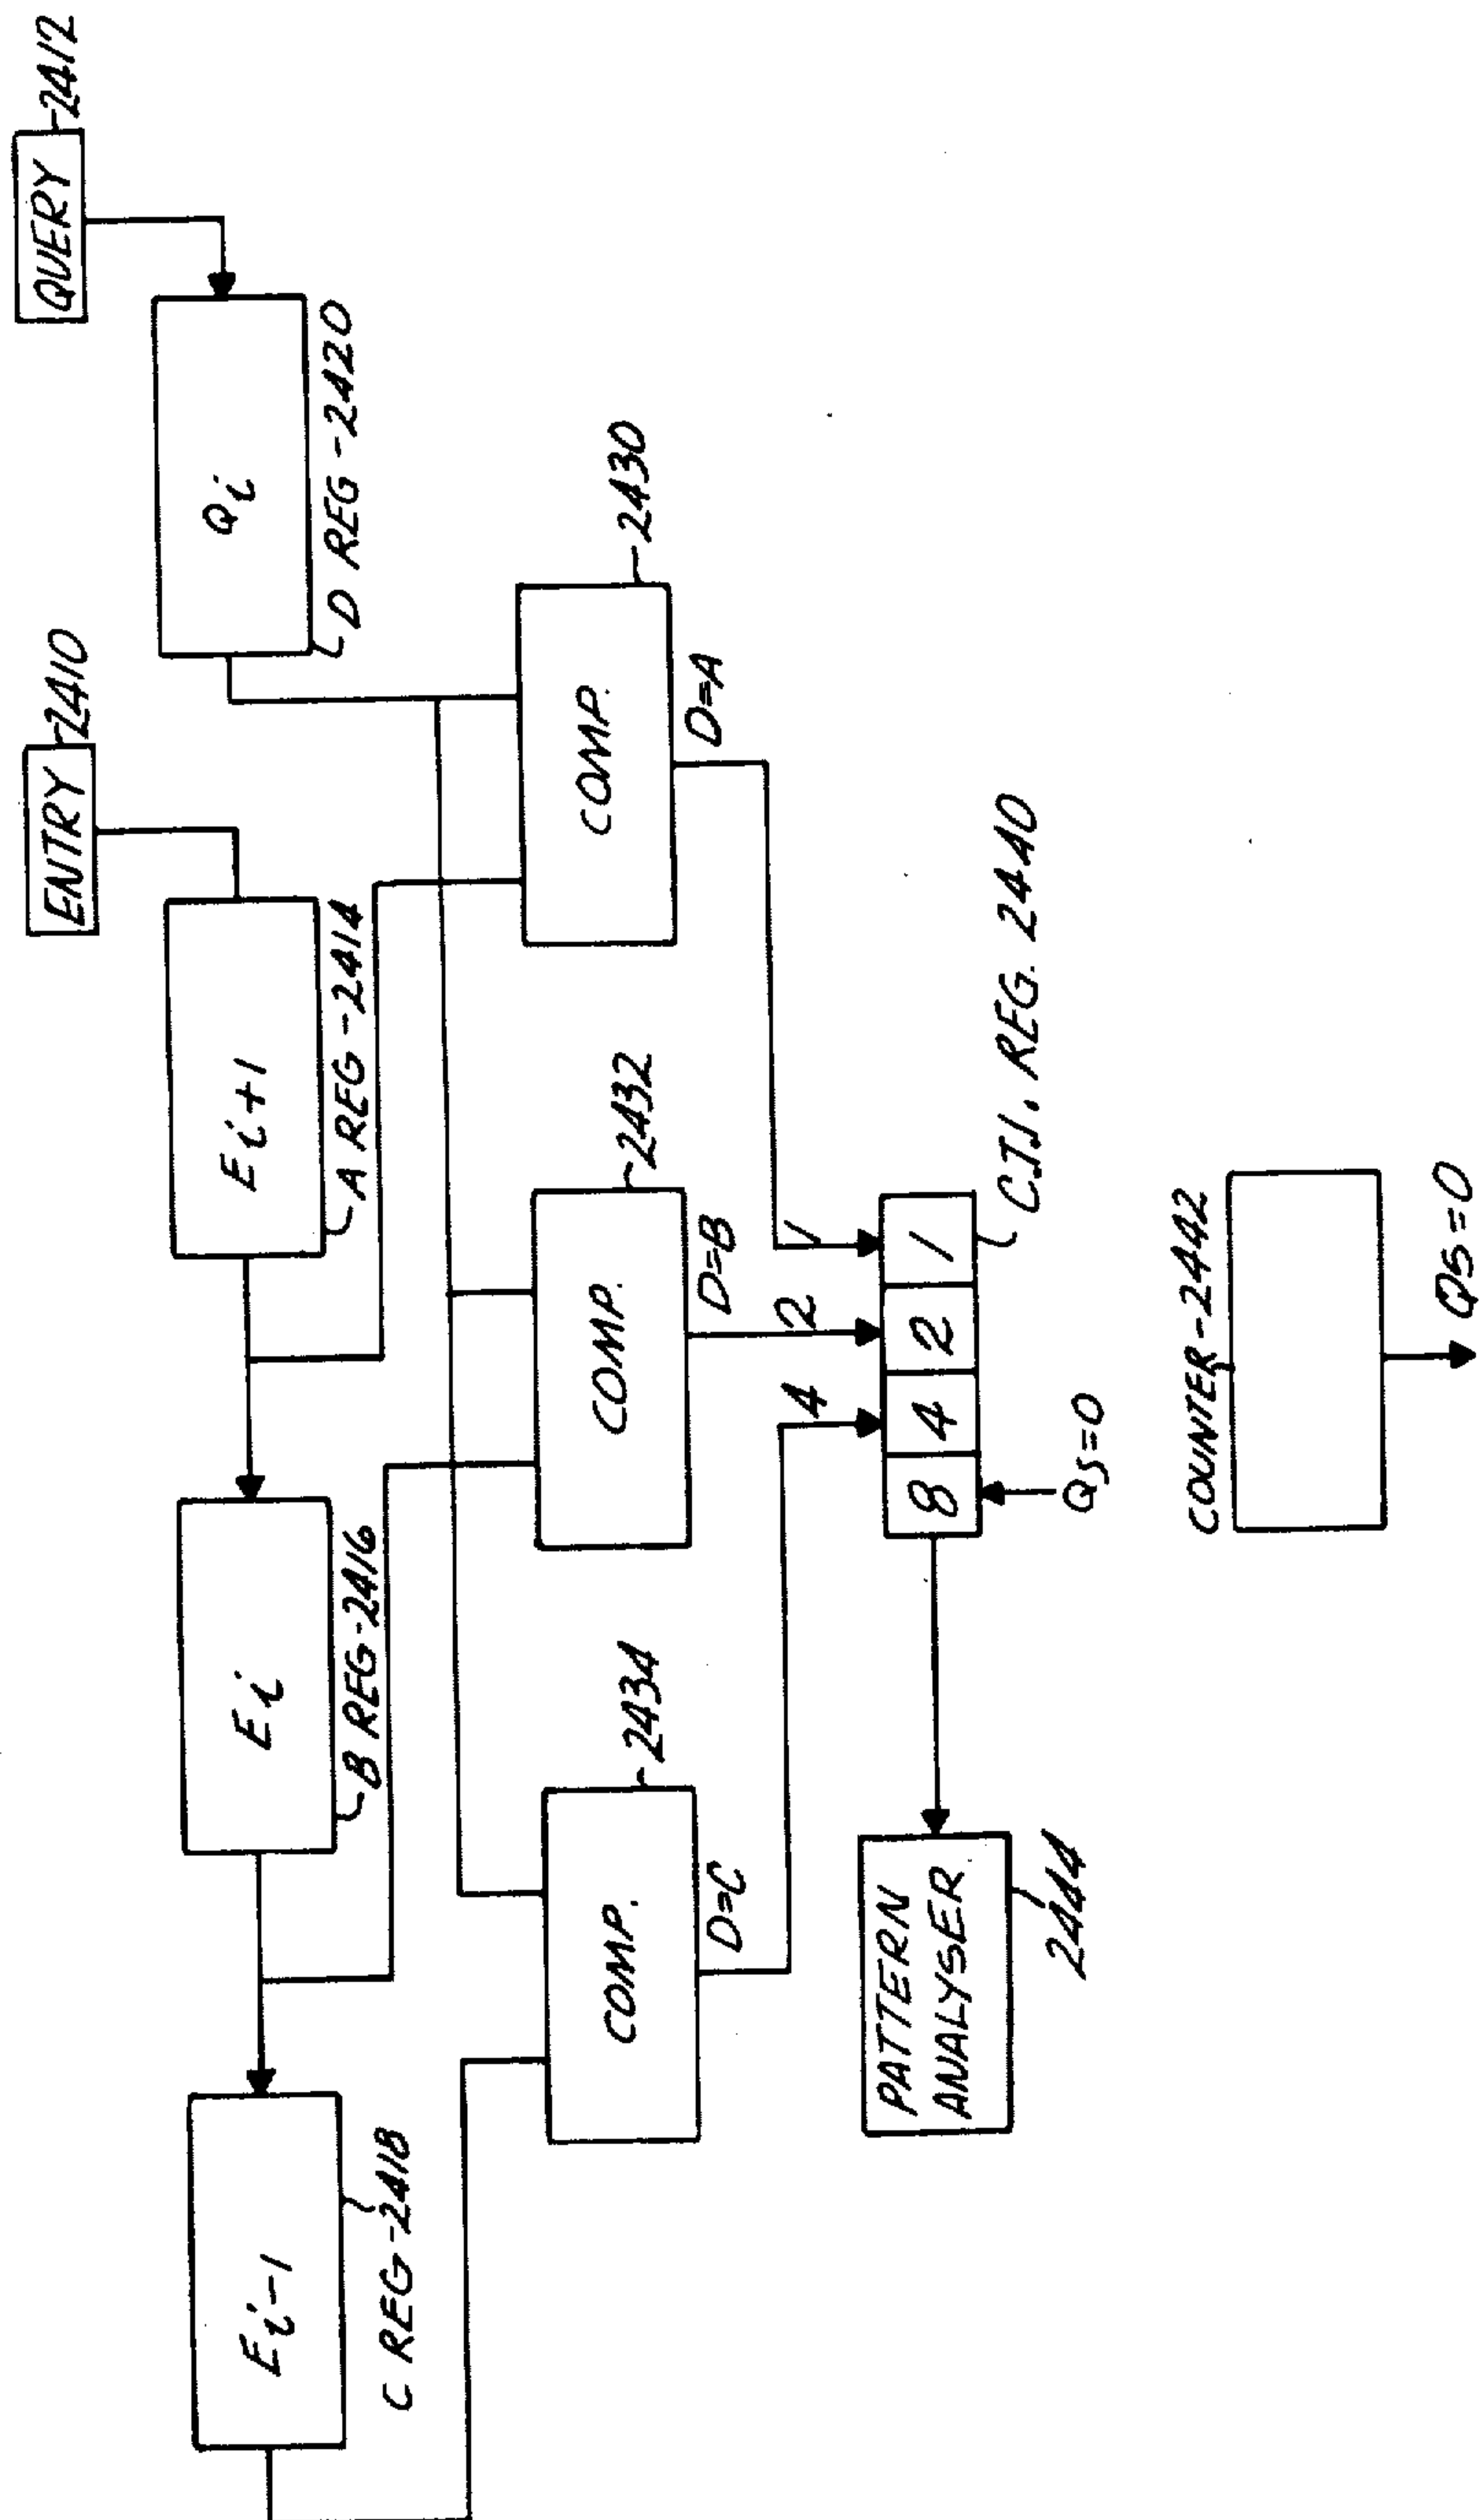 ENTRY 2410
QUERY 2412
Ei-1
Ei
Ei+1
Qi
C REG-2418
B REG-2416
A REG-2414
D REG-2420
COMP.
2434
COMP.
2432
COMP.
2430
D=C
D=B
D=A
4
2
1
PATTERN
ANALYSER
2444
8 4 2 1
CTI. REG. 2440
QS=0
COUNTER-2442
QS=0